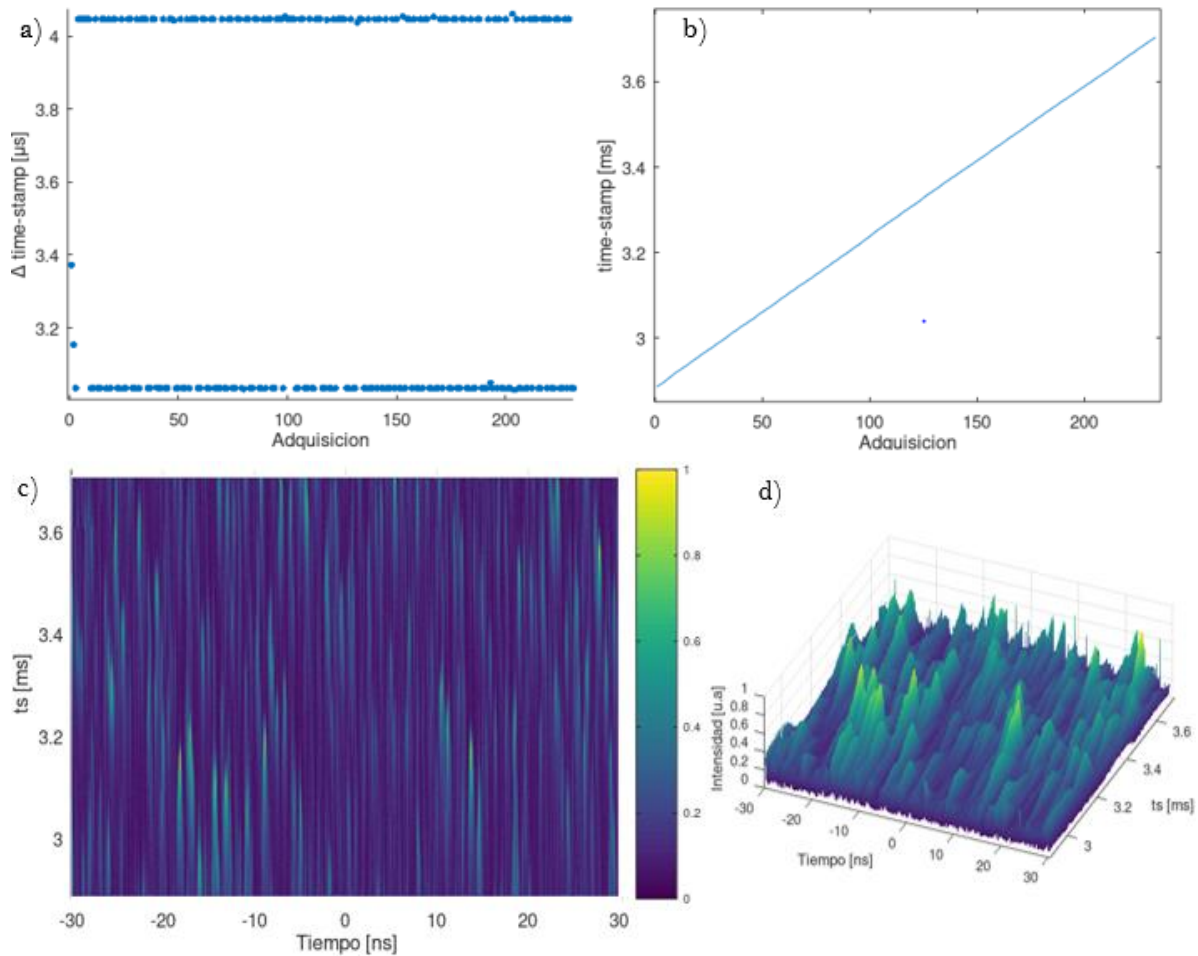 a)
4
3.8
3.6
3.4
3.2
Δ time-stamp [µs]
0 50 100 150 200
Adquisicion
b)
3.6
3.4
3.2
3
time-stamp [ms]
0 50 100 150 200
Adquisicion
c)
3.6
3.4
3.2
3
ts [ms]
-30 -20 -10 0 10 20 30
Tiempo [ns]
1
0.8
0.6
0.4
0.2
0
d)
1
0.8
0.6
0.4
0.2
0
Intensidad [u.a]
-30 -20 -10 0 10 20 30
Tiempo [ns]
3.6
3.4
3.2
3
ts [ms]